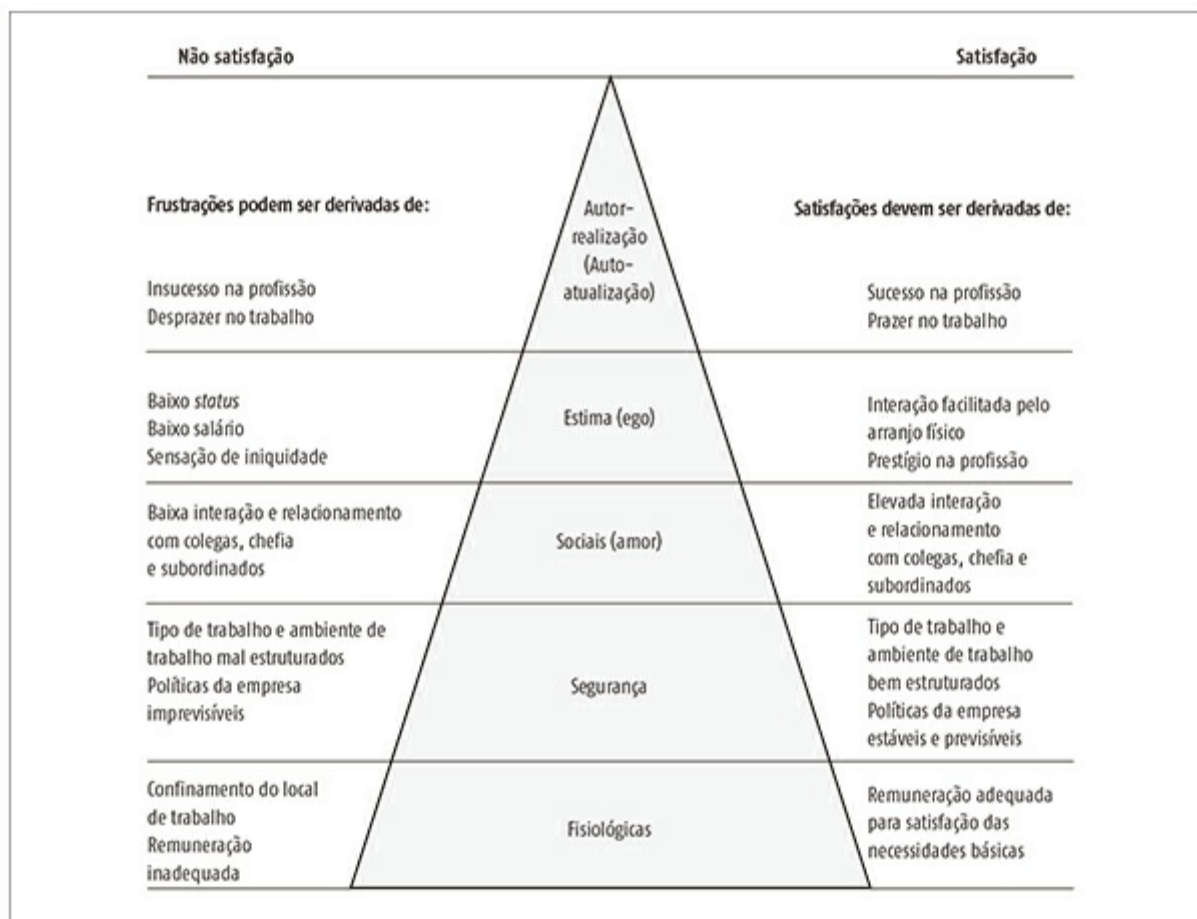 Não satisfação
Satisfação
Frustrações podem ser derivadas de:
Autor-
realização
(Auto-
atualização)
Satisfações devem ser derivadas de:
Insucesso na profissão
Desprazer no trabalho
Sucesso na profissão
Prazer no trabalho
Baixo status
Baixo salário
Sensação de iniquidade
Estima (ego)
Interação facilitada pelo
arranjo físico
Prestígio na profissão
Baixa interação e relacionamento
com colegas, chefia
e subordinados
Sociais (amor)
Elevada interação
e relacionamento
com colegas, chefia e
subordinados
Tipo de trabalho e ambiente de
trabalho mal estruturados
Políticas da empresa
imprevisíveis
Segurança
Tipo de trabalho e
ambiente de trabalho
bem estruturados
Políticas da empresa
estáveis e previsíveis
Confinamento do local
de trabalho
Remuneração
inadequada
Fisiológicas
Remuneração adequada
para satisfação das
necessidades básicas